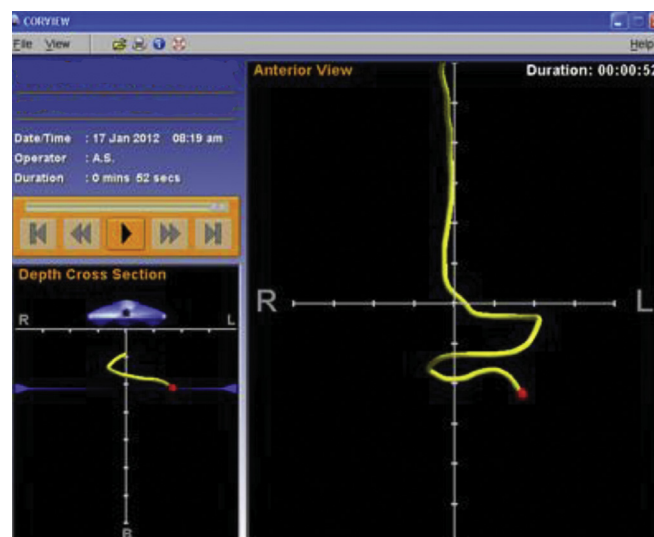 CORVIEW
File View Help
Anterior View Duration: 00:00:52
Date/Time : 17 Jan 2012 08:19 am
Operator : A.S.
Duration : 0 mins 52 secs
Depth Cross Section
R L
R L
B